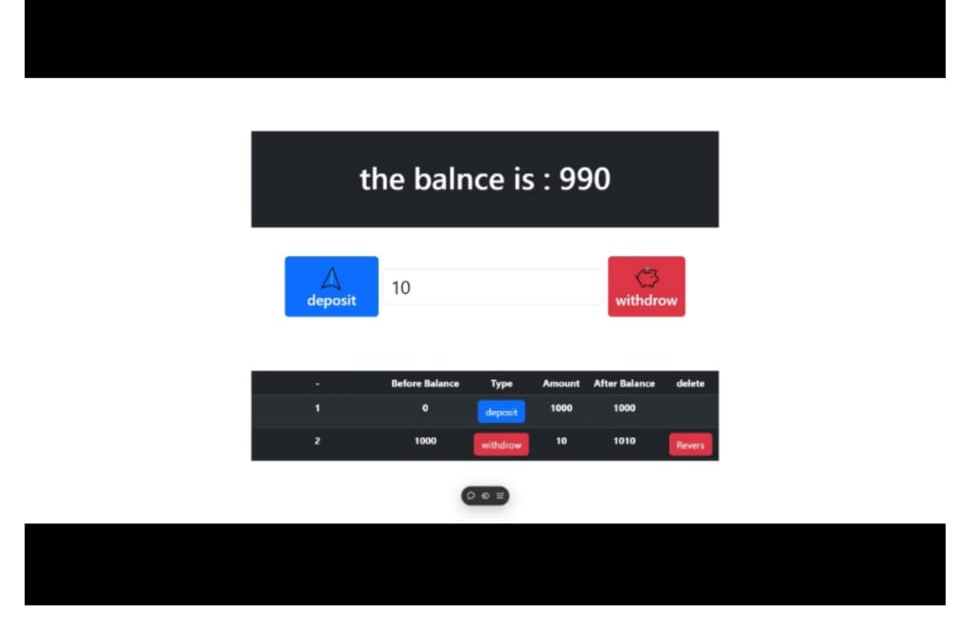 the balnce is : 990
deposit
10
withdrow
- Before Balance Type Amount After Balance delete
1 0 deposit 1000 1000
2 1000 withdrow 10 1010 Revers